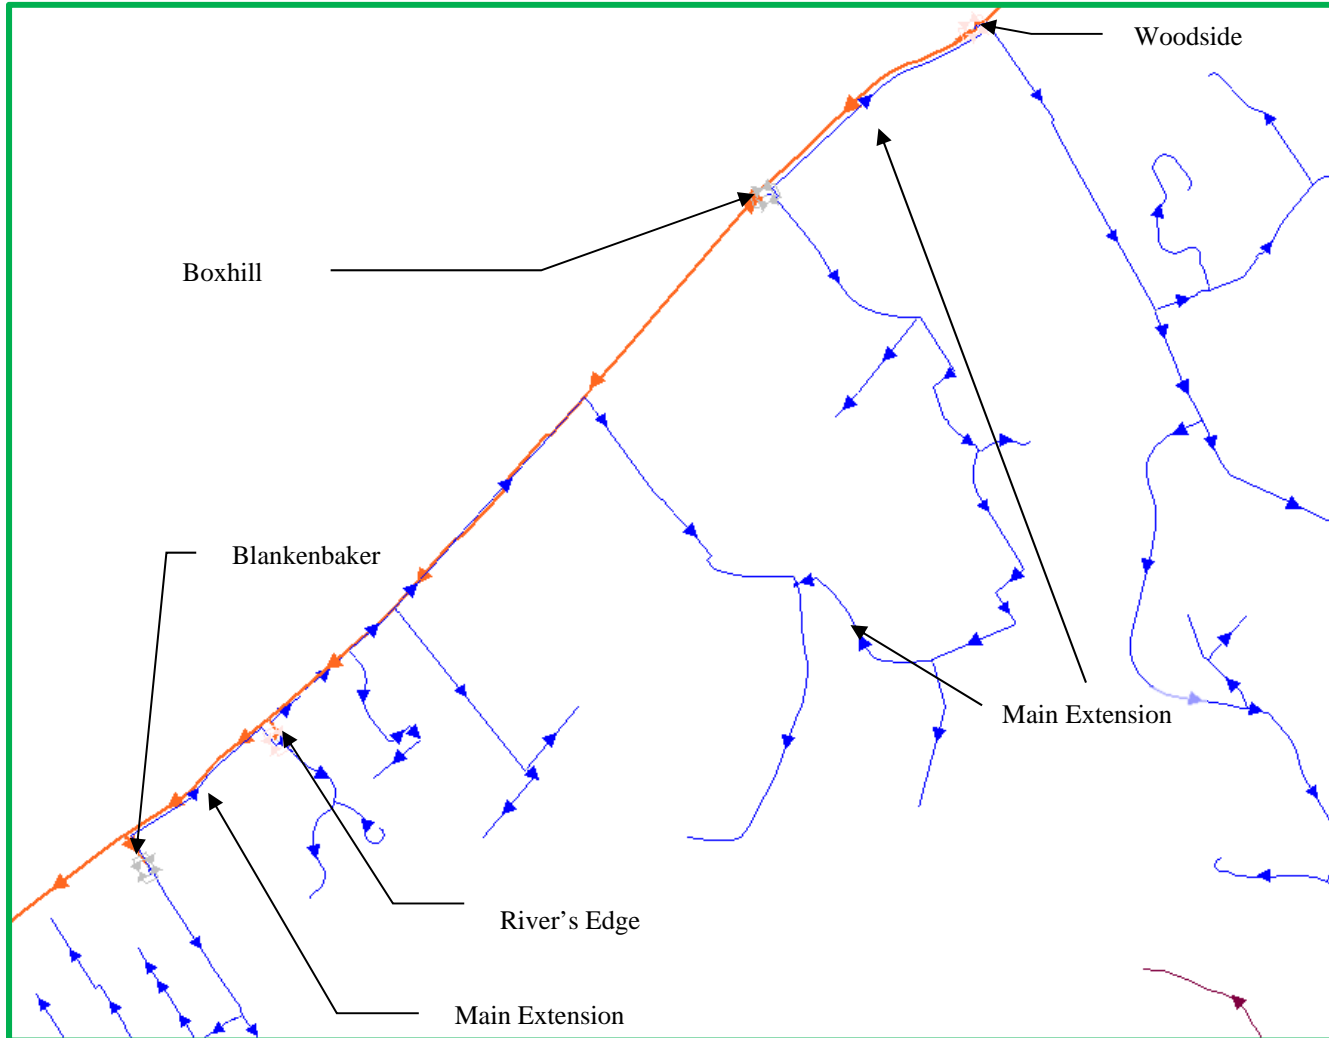 Woodside
Boxhill
Blankenbaker
Main Extension
River’s Edge
Main Extension